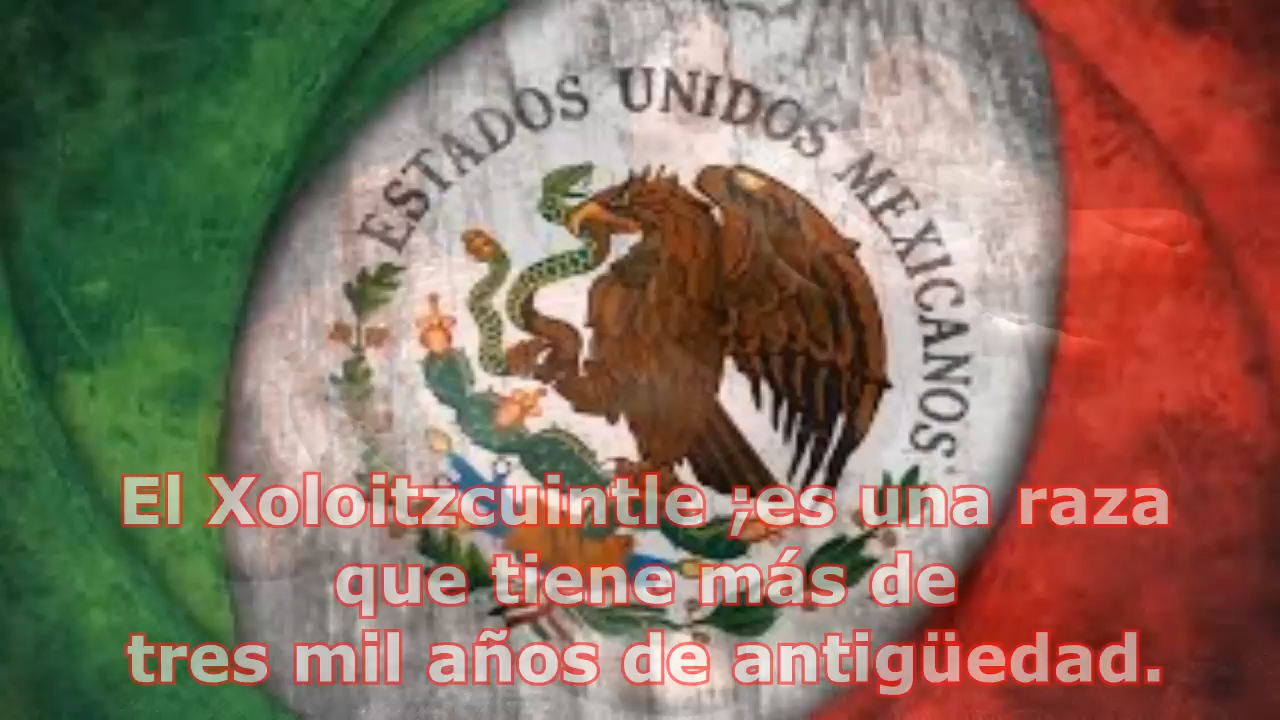 ESTADOS UNIDOS MEXICANOS
El Xoloitzcuintle ;es una raza
que tiene más de
tres mil años de antigüedad.